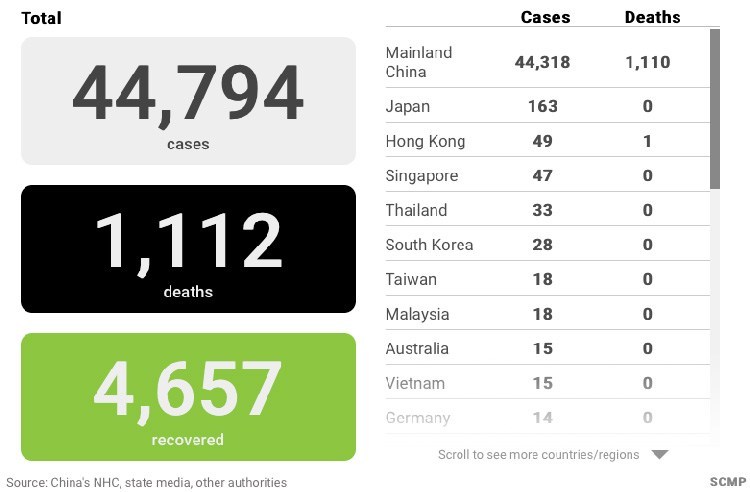 Total
44,794
cases
1,112
deaths
4,657
recovered
Cases Deaths
Mainland
China 44,318 1,110
Japan 163 0
Hong Kong 49 1
Singapore 47 0
Thailand 33 0
South Korea 28 0
Taiwan 18 0
Malaysia 18 0
Australia 15 0
Vietnam 15 0
Germany 14 0
Scroll to see more countries/regions
Source: China's NHC, state media, other authorities
SCMP